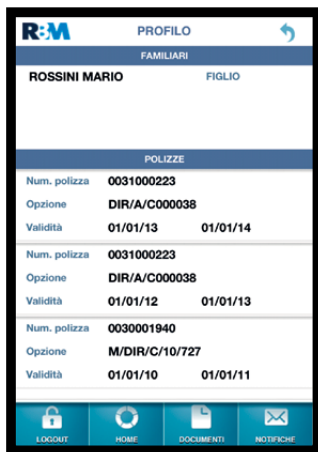 RBM PROFILO
FAMILIARI
ROSSINI MARIO FIGLIO
POLIZZE
Num. polizza 0031000223
Opzione DIR/A/C000038
Validità 01/01/13 01/01/14
Num. polizza 0031000223
Opzione DIR/A/C000038
Validità 01/01/12 01/01/13
Num. polizza 0030001940
Opzione M/DIR/C/10/727
Validità 01/01/10 01/01/11
LOGOUT HOME DOCUMENTI NOTIFICHE